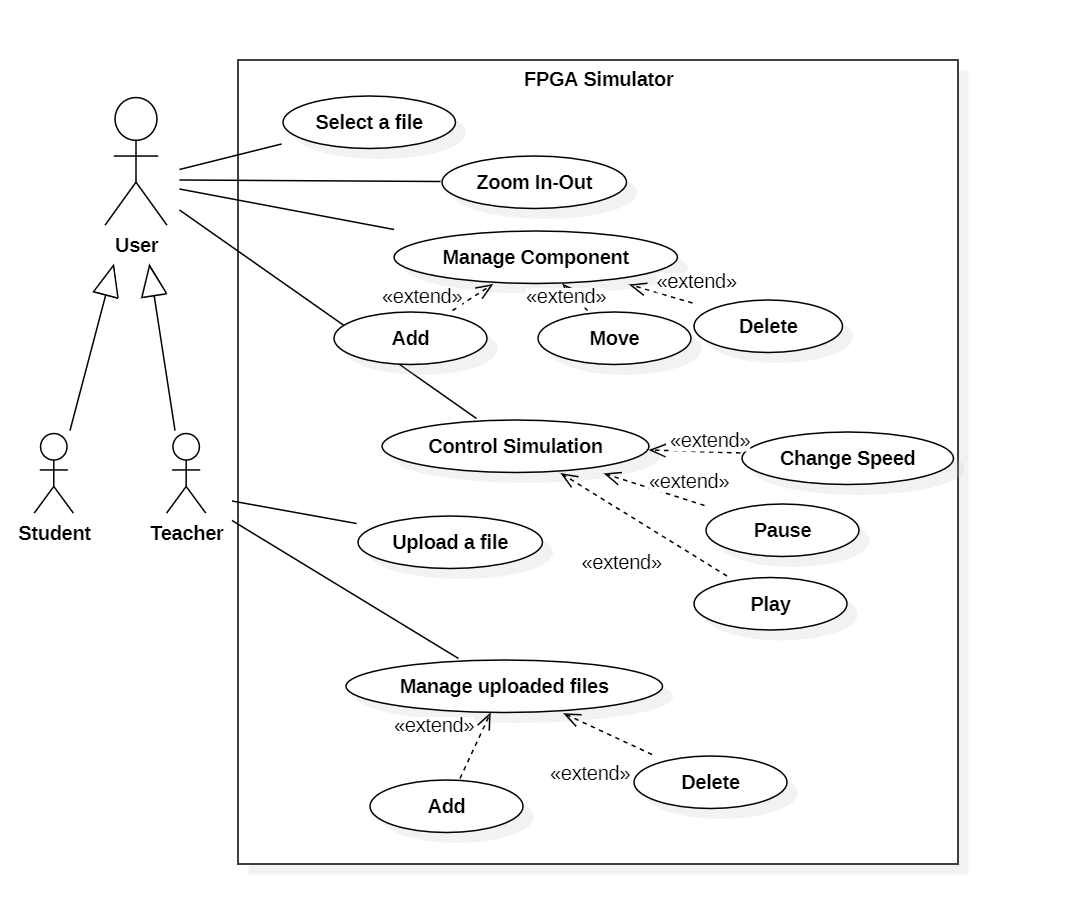 FPGA Simulator
Select a file
Zoom In-Out
User
Manage Component
«extend»
«extend»
«extend»
Add
Move
Delete
Control Simulation
«extend»
Change Speed
«extend»
Student
Teacher
Upload a file
Pause
«extend»
Play
Manage uploaded files
«extend»
«extend»
Delete
Add